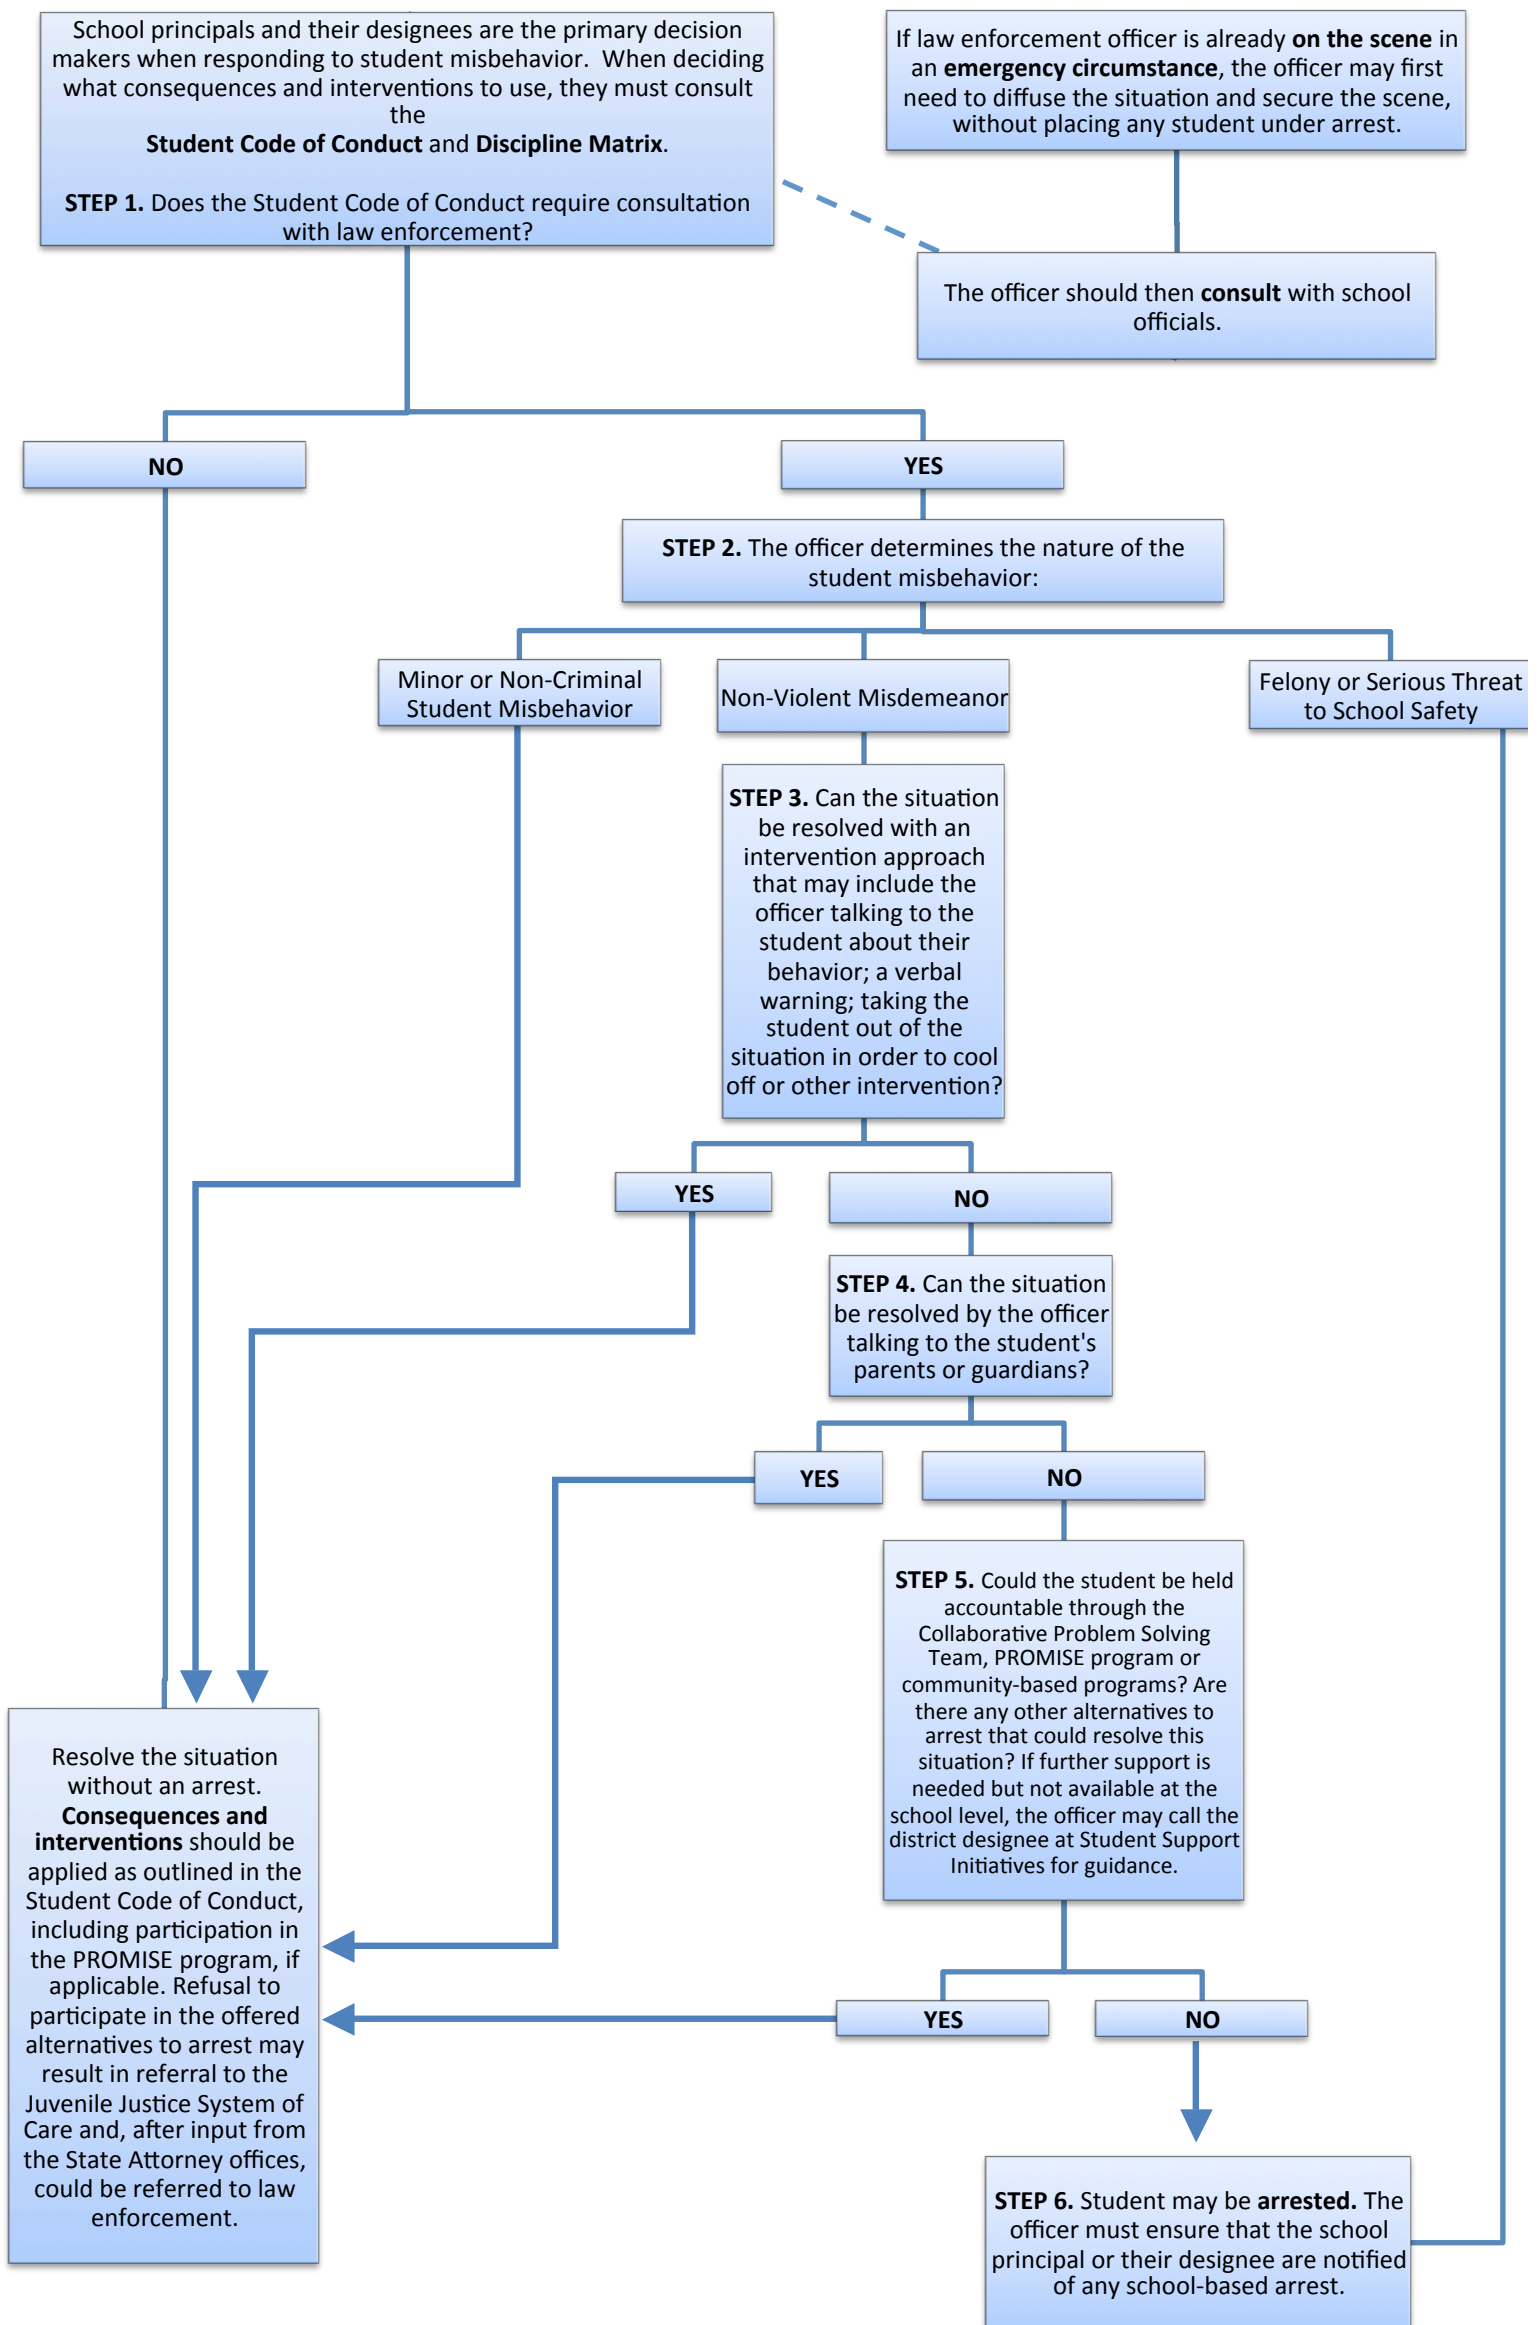 School principals and their designees are the primary decision
makers when responding to student misbehavior.  When deciding
what consequences and interventions to use, they must consult
the
Student Code of Conduct and Discipline Matrix.
STEP 1. Does the Student Code of Conduct require consultation
with law enforcement?
If law enforcement officer is already on the scene in
an emergency circumstance, the officer may first
need to diffuse the situation and secure the scene,
without placing any student under arrest.
The officer should then consult with school
officials.
NO
YES
STEP 2. The officer determines the nature of the
student misbehavior:
Minor or Non-Criminal
Student Misbehavior
Non-Violent Misdemeanor
Felony or Serious Threat
to School Safety
STEP 3. Can the situation
be resolved with an
intervention approach
that may include the
officer talking to the
student about their
behavior; a verbal
warning; taking the
student out of the
situation in order to cool
off or other intervention?
YES
NO
STEP 4. Can the situation
be resolved by the officer
talking to the student's
parents or guardians?
YES
NO
STEP 5. Could the student be held
accountable through the
Collaborative Problem Solving
Team, PROMISE program or
community-based programs? Are
there any other alternatives to
arrest that could resolve this
situation? If further support is
needed but not available at the
school level, the officer may call the
district designee at Student Support
Initiatives for guidance.
YES
NO
Resolve the situation
without an arrest.
Consequences and
interventions should be
applied as outlined in the
Student Code of Conduct,
including participation in
the PROMISE program, if
applicable. Refusal to
participate in the offered
alternatives to arrest may
result in referral to the
Juvenile Justice System of
Care and, after input from
the State Attorney offices,
could be referred to law
enforcement.
STEP 6. Student may be arrested. The
officer must ensure that the school
principal or their designee are notified
of any school-based arrest.